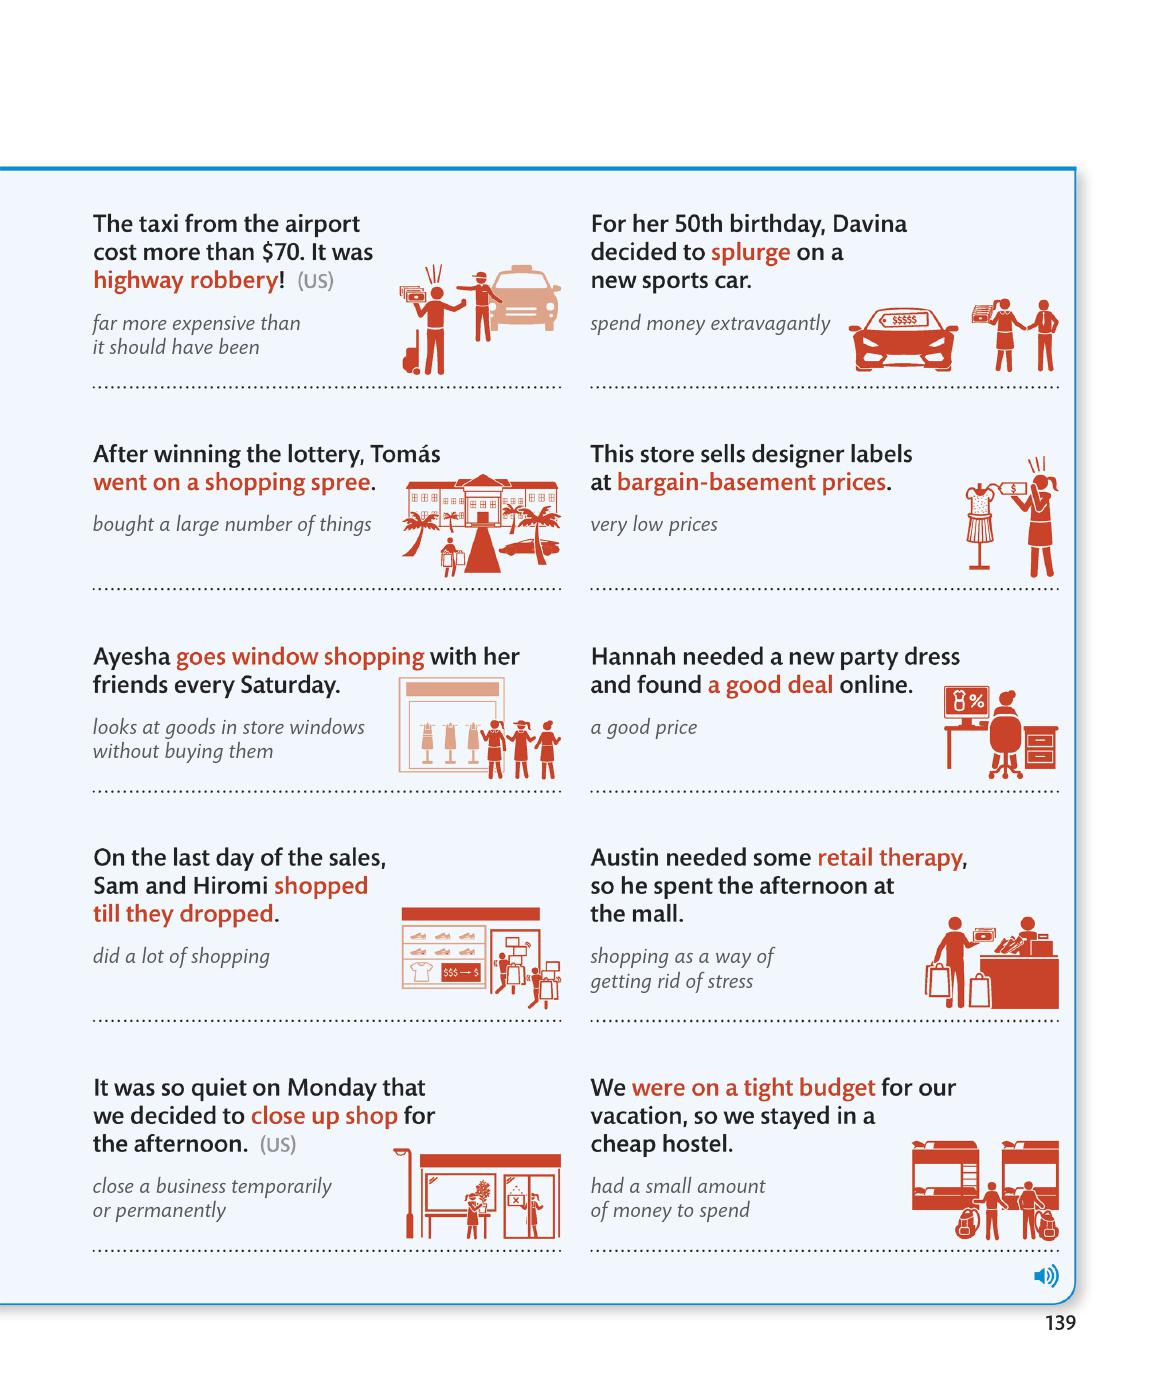 The taxi from the airport
cost more than $70. It was
highway robbery! (US)
far more expensive than
it should have been
For her 50th birthday, Davina
decided to splurge on a
new sports car.
spend money extravagantly
$$$$$
After winning the lottery, Tomás
went on a shopping spree.
bought a large number of things
This store sells designer labels
at bargain-basement prices.
very low prices
$
Ayesha goes window shopping with her
friends every Saturday.
looks at goods in store windows
without buying them
Hannah needed a new party dress
and found a good deal online.
a good price
%
On the last day of the sales,
Sam and Hiromi shopped
till they dropped.
did a lot of shopping
$$$→$
Austin needed some retail therapy,
so he spent the afternoon at
the mall.
shopping as a way of
getting rid of stress
It was so quiet on Monday that
we decided to close up shop for
the afternoon. (US)
close a business temporarily
or permanently
We were on a tight budget for our
vacation, so we stayed in a
cheap hostel.
had a small amount
of money to spend
139